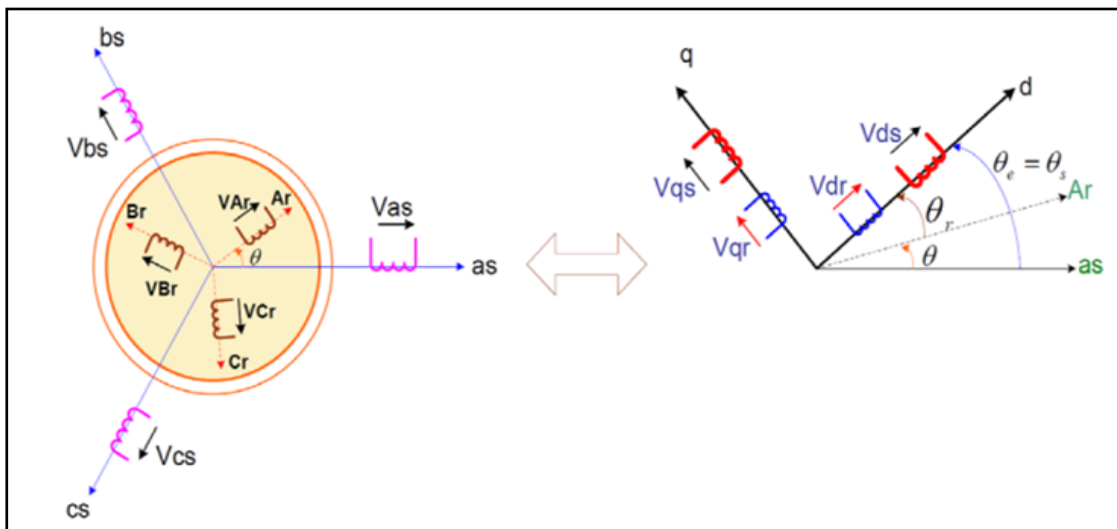 bs
Vbs
VAr
Ar
Br
θ
VBr
VCr
Cr
Vas
as
Vcs
cs
q
d
Vds
Vqs
Vdr
Vqr
θe = θs
Ar
θr
θ
as